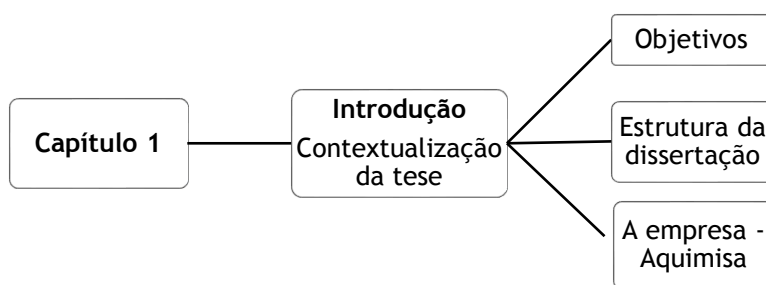 Capítulo 1
Introdução
Contextualização
da tese
Objetivos
Estrutura da
dissertação
A empresa -
Aquimisa